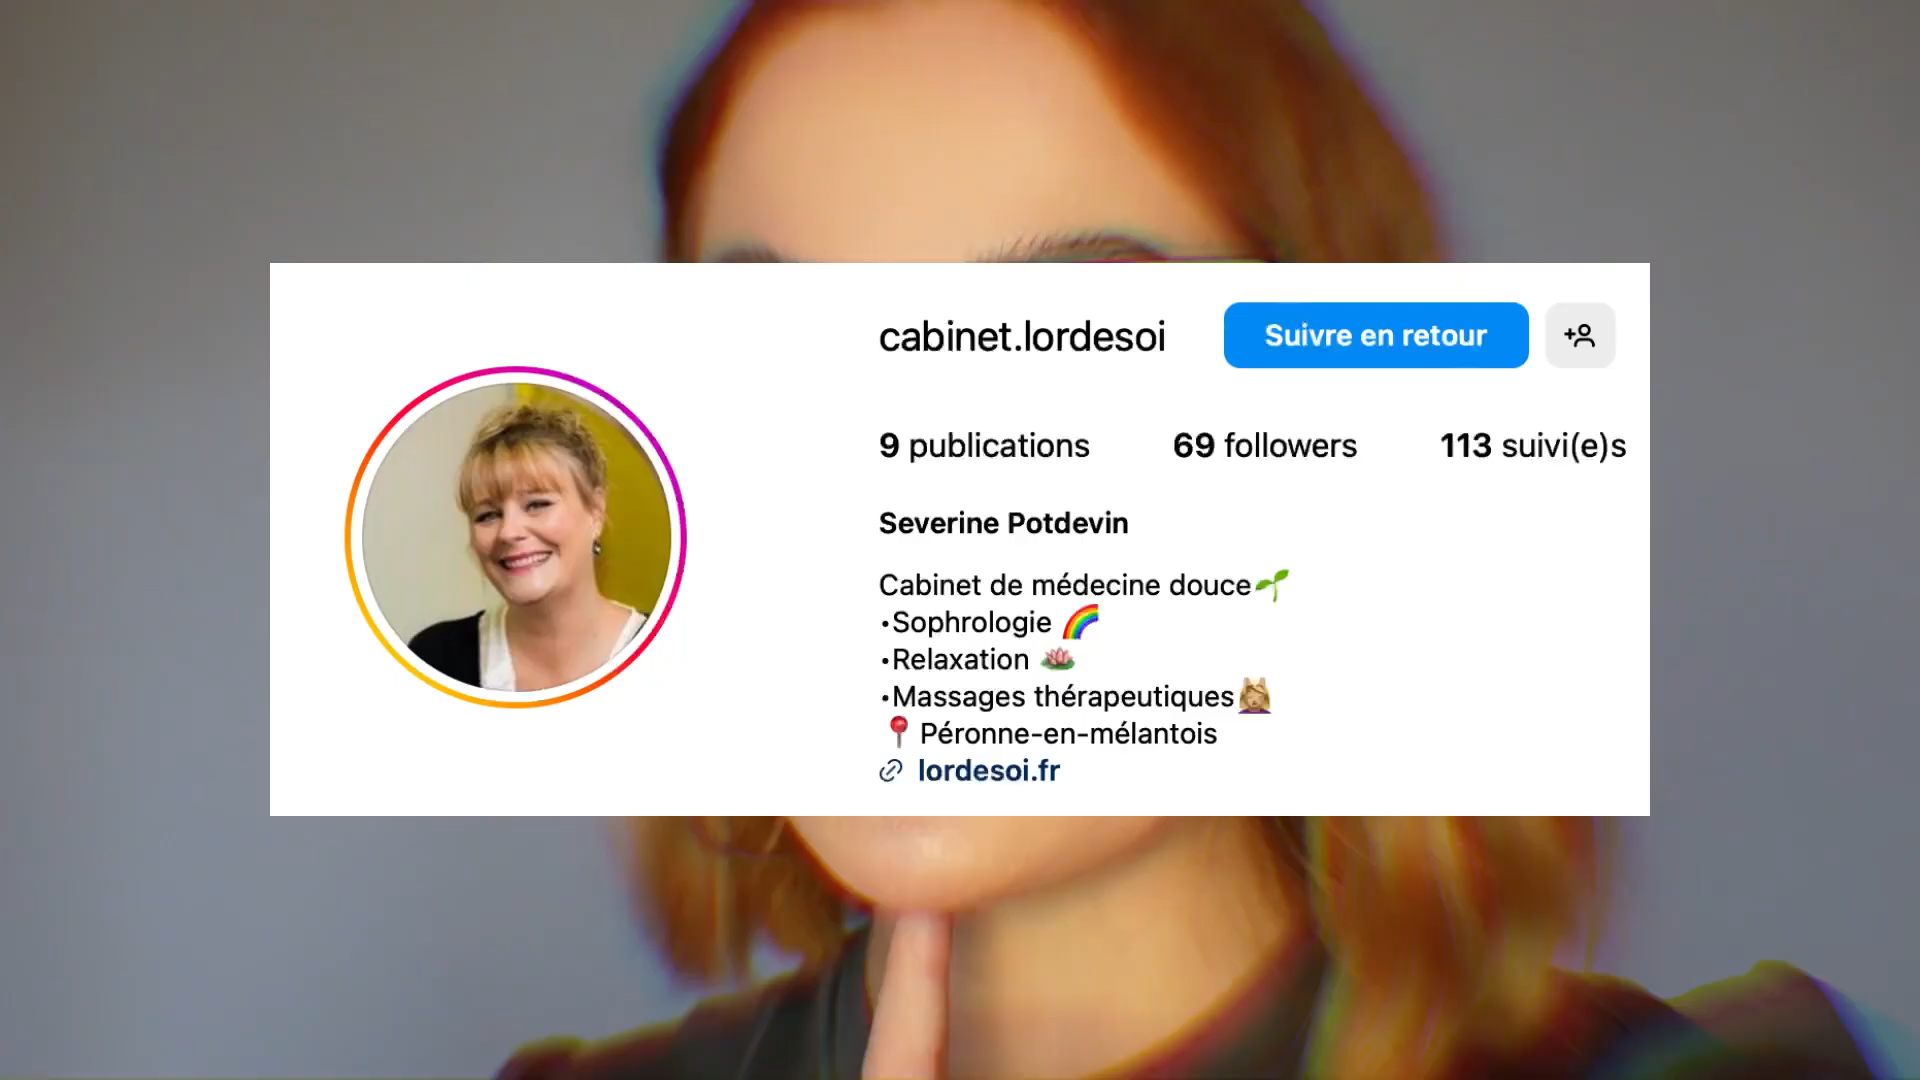 cabinet.lordesoi Suivre en retour
9 publications 69 followers 113 suivi(e)s
Severine Potdevin
Cabinet de médecine douce🌱
•Sophrologie 🌈
•Relaxation 🪷
•Massages thérapeutiques💆🏼‍♀️
📍Péronne-en-mélantois
lordesoi.fr